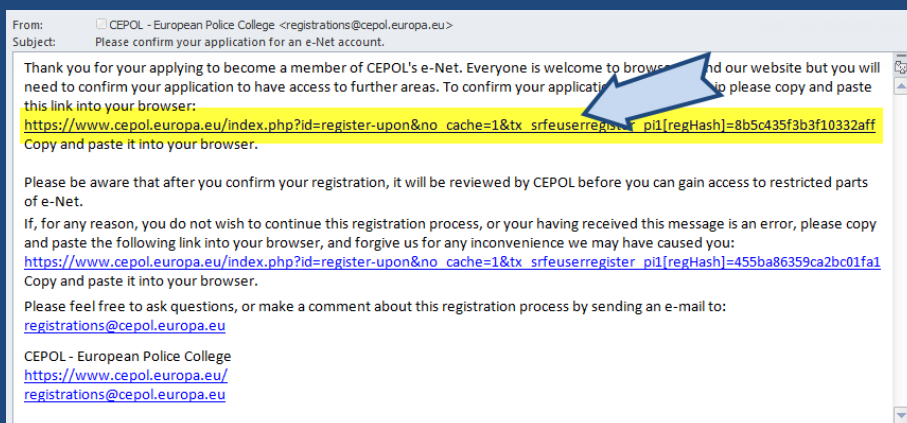 From: CEPOL - European Police College <registrations@cepol.europa.eu>
Subject: Please confirm your application for an e-Net account.
Thank you for your applying to become a member of CEPOL's e-Net. Everyone is welcome to brows nd our website but you will
need to confirm your application to have access to further areas. To confirm your applicati ip please copy and paste
this link into your browser:
https://www.cepol.europa.eu/index.php?id=register-upon&no_cache=1&tx_srfeuserregister_pi1[regHash]=8b5c435f3b3f10332aff
Copy and paste it into your browser.
Please be aware that after you confirm your registration, it will be reviewed by CEPOL before you can gain access to restricted parts
of e-Net.
If, for any reason, you do not wish to continue this registration process, or your having received this message is an error, please copy
and paste the following link into your browser, and forgive us for any inconvenience we may have caused you:
https://www.cepol.europa.eu/index.php?id=register-upon&no_cache=1&tx_srfeuserregister_pi1[regHash]=455ba86359ca2bc01fa1
Copy and paste it into your browser.
Please feel free to ask questions, or make a comment about this registration process by sending an e-mail to:
registrations@cepol.europa.eu
CEPOL - European Police College
https://www.cepol.europa.eu/
registrations@cepol.europa.eu